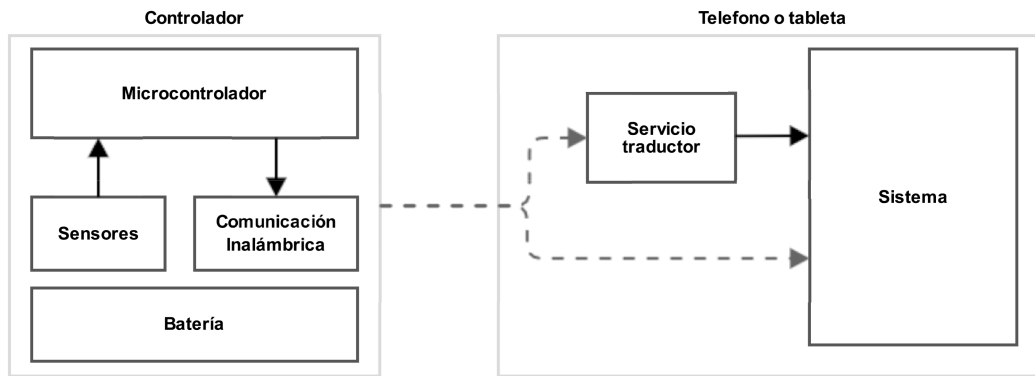 Controlador
Microcontrolador
Sensores
Comunicación
Inalámbrica
Batería
Telefono o tableta
Servicio
traductor
Sistema